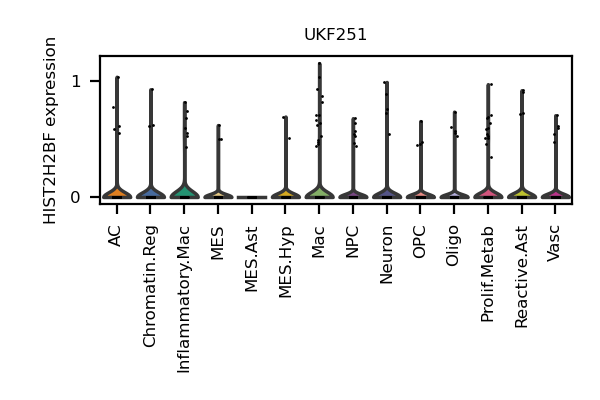 UKF251
HIST2H2BF expression
1
0
AC
Chromatin.Reg
Inflammatory.Mac
MES
MES.Ast
MES.Hyp
Mac
NPC
Neuron
OPC
Oligo
Prolif.Metab
Reactive.Ast
Vasc